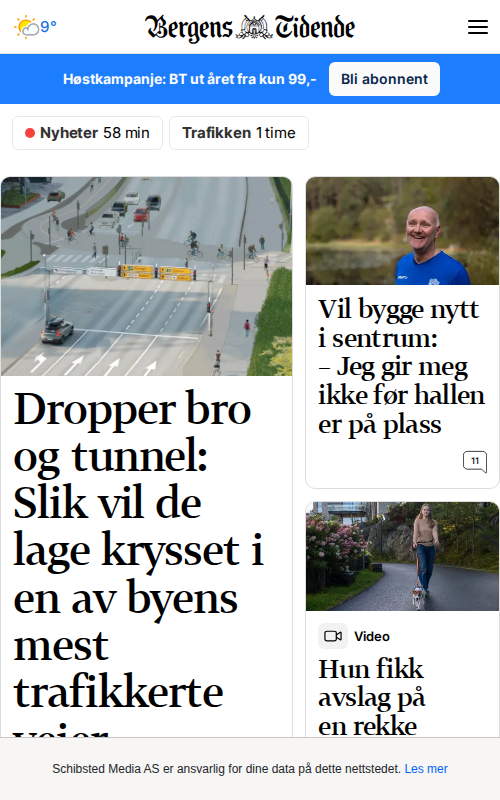 9°
Bergens Tidende
Høstkampanje: BT ut året fra kun 99,-
Bli abonnent
Nyheter 58 min
Trafikken 1 time
Dropper bro
og tunnel:
Slik vil de
lage krysset i
en av byens
mest
trafikkerte
veier
Vil bygge nytt
i sentrum:
– Jeg gir meg
ikke før hallen
er på plass
11
Video
Hun fikk
avslag på
en rekke
Schibsted Media AS er ansvarlig for dine data på dette nettstedet. Les mer